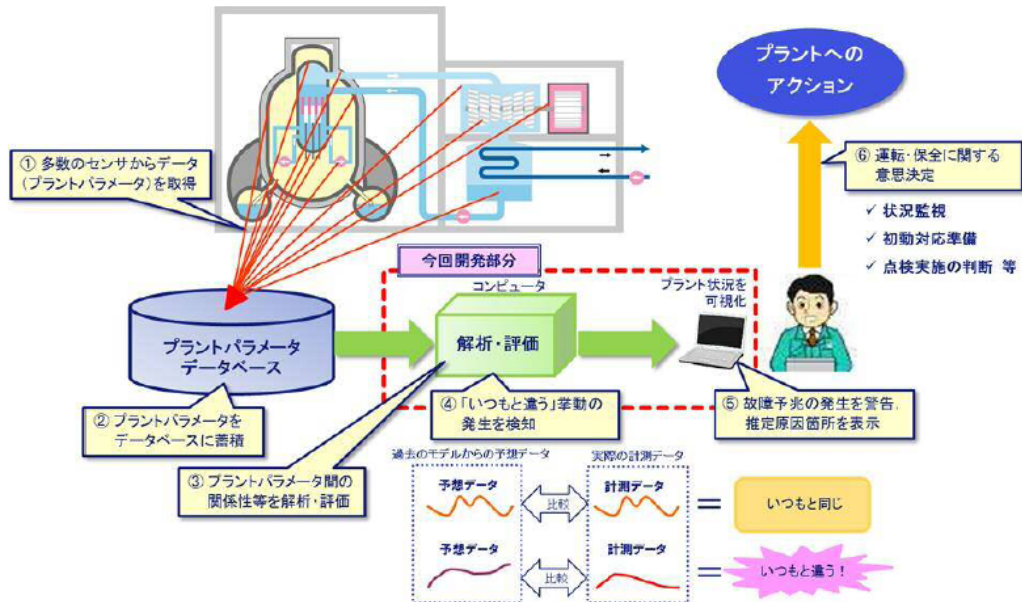 プラントへの
アクション
① 多数のセンサからデータ
(プラントパラメータ)を取得
⑥ 運転・保全に関する
意思決定
✓ 状況監視
✓ 初動対応準備
✓ 点検実施の判断 等
今回開発部分
コンピュータ
プラント状況を
可視化
プラントパラメータ
データベース
解析・評価
② プラントパラメータを
データベースに蓄積
④「いつもと違う」挙動の
発生を検知
⑤ 故障予兆の発生を警告、
推定原因箇所を表示
③ プラントパラメータ間の
関係性等を解析・評価
過去のモデルからの予想データ
実際の計測データ
予想データ
比較
計測データ
=
いつもと同じ
予想データ
比較
計測データ
=
いつもと違う!